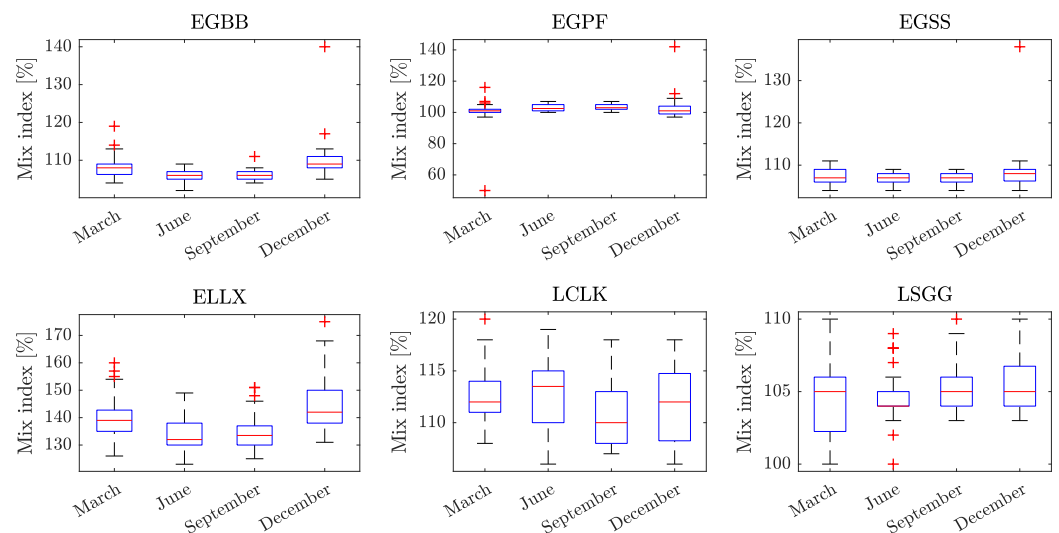 EGBB
EGPF
EGSS
Mix index [%]
140
130
120
110
March
June
September
December
Mix index [%]
140
120
100
80
60
March
June
September
December
Mix index [%]
130
110
March
June
September
December
ELLX
LCLK
LSGG
Mix index [%]
170
160
150
140
130
March
June
September
December
Mix index [%]
120
115
110
March
June
September
December
Mix index [%]
110
105
100
March
June
September
December